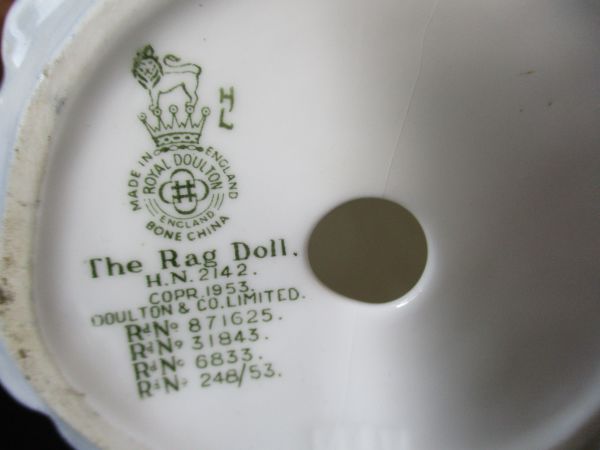 H
L
MADE IN ENGLAND
ROYAL DOULTON
ENGLAND
BONE CHINA
The Rag Doll.
H.N. 2142.
COPR. 1953.
DOULTON & CO. LIMITED.
Rd No 871625.
Rd No 31843.
Rd No 6833.
Rd No 248/53.